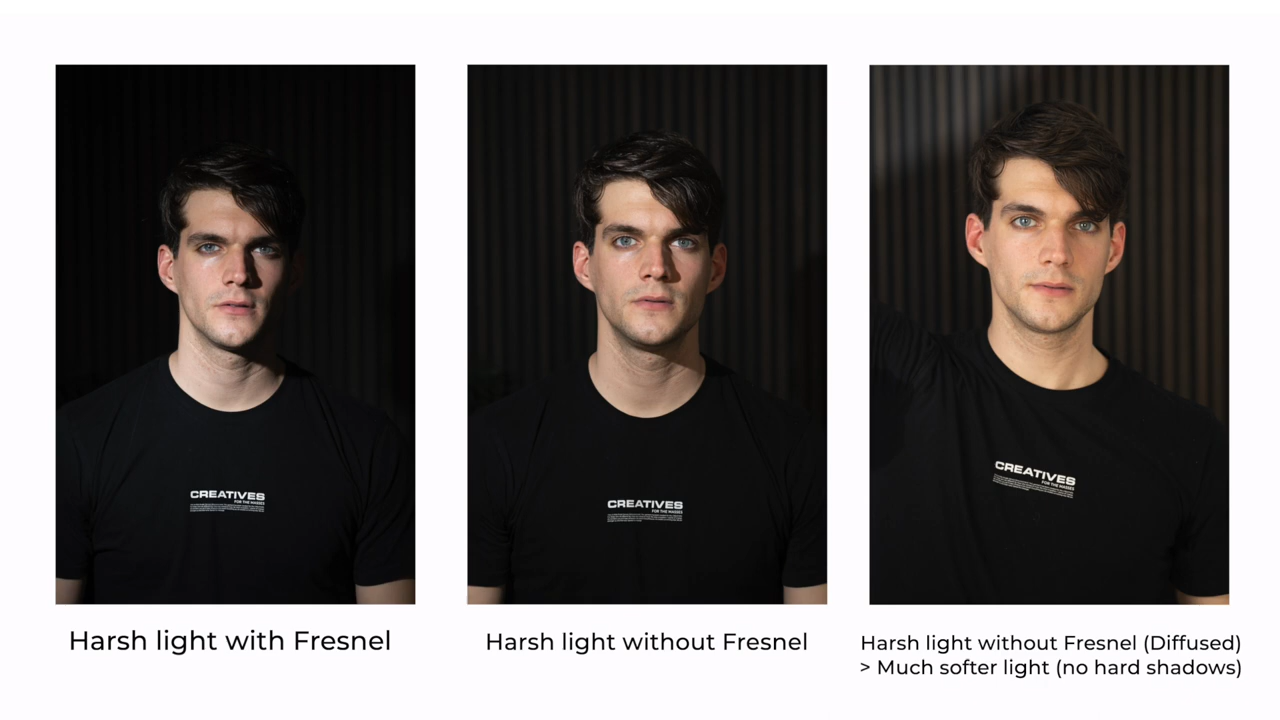 CREATIVES
FOR THE MASSES
CREATIVES
FOR THE MASSES
CREATIVES
FOR THE MASSES
Harsh light with Fresnel
Harsh light without Fresnel
Harsh light without Fresnel (Diffused)
> Much softer light (no hard shadows)